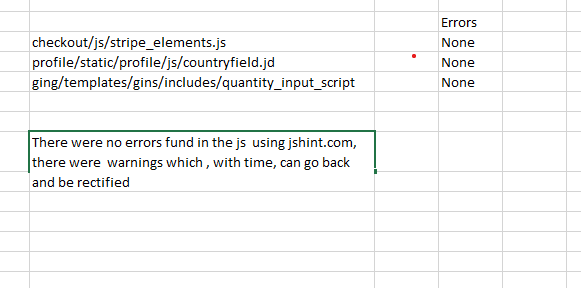 Errors
checkout/js/stripe_elements.js None
profile/static/profile/js/countryfield.jd None
ging/templates/gins/includes/quantity_input_script None
There were no errors fund in the js  using jshint.com,
there were  warnings which , with time, can go back
and be rectified